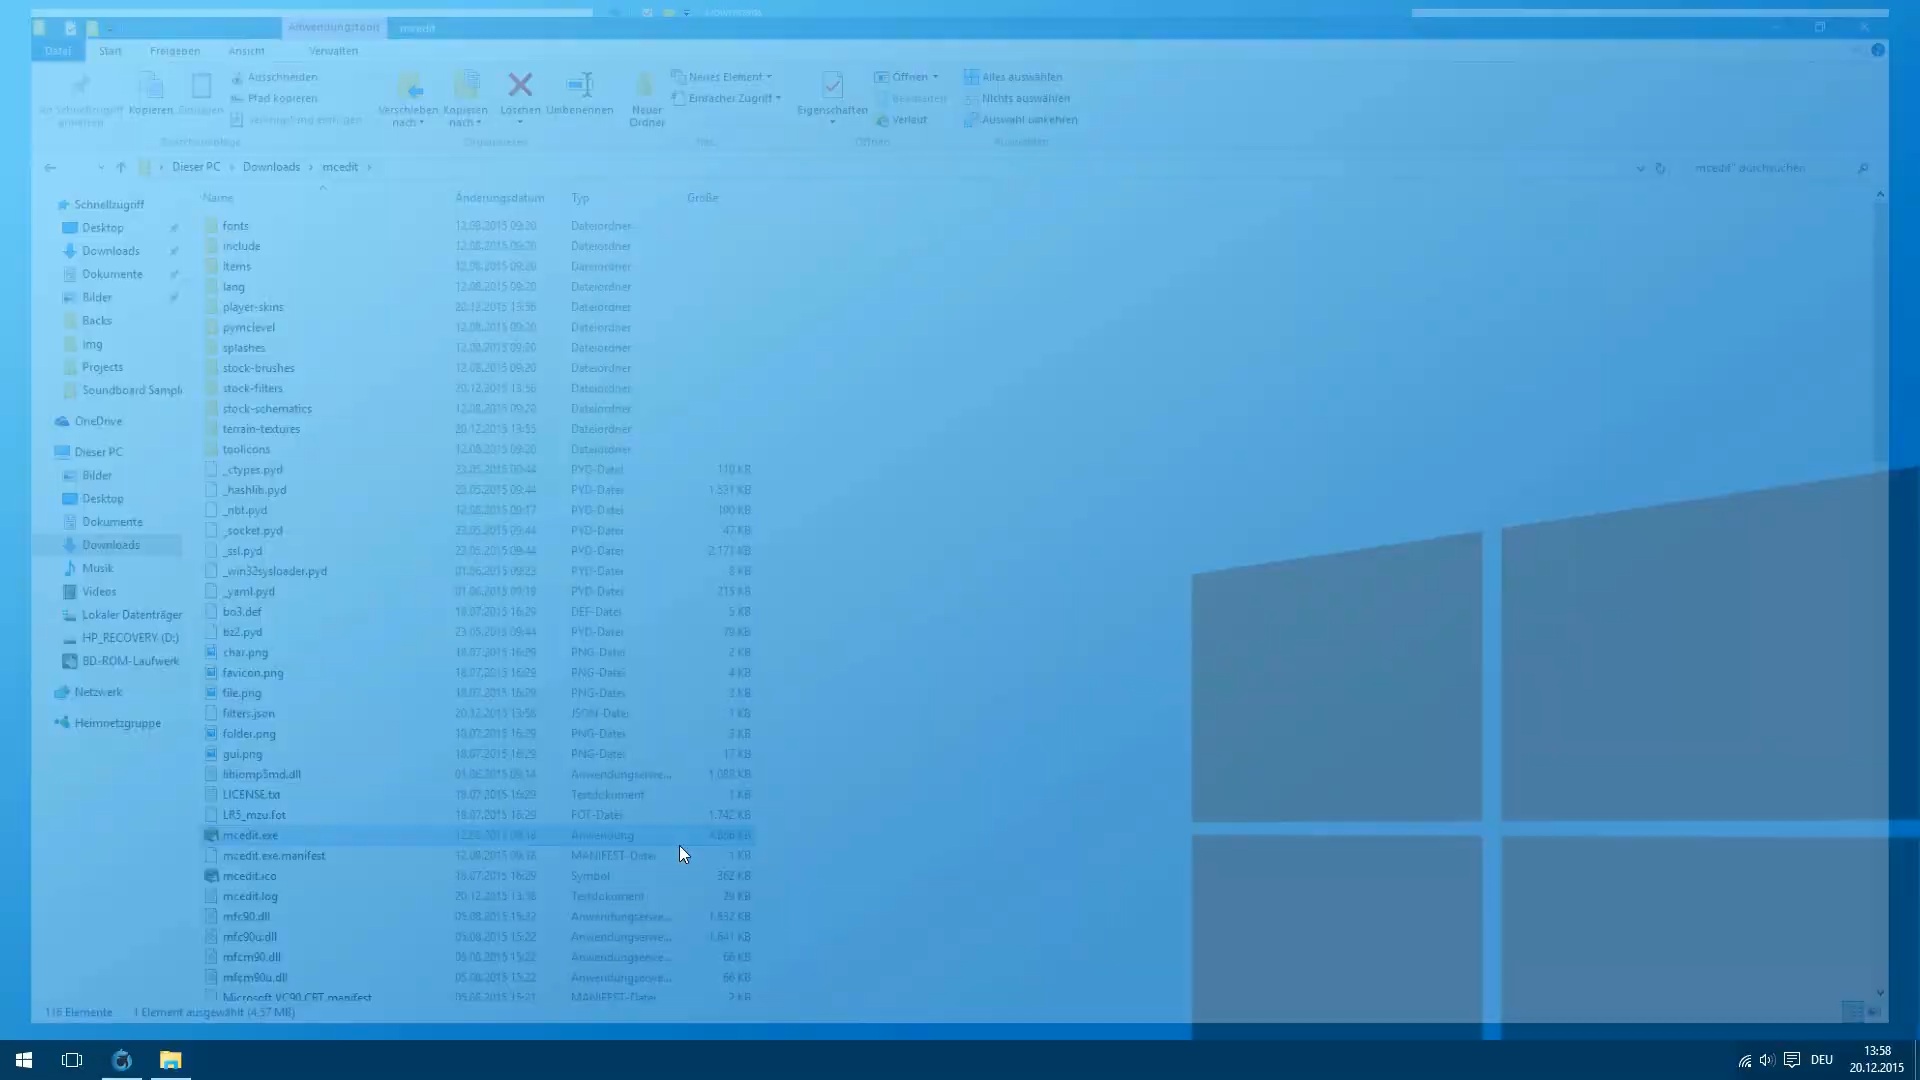 Anwendungstools mcedit
Datei Start Freigeben Ansicht Verwalten
Kopieren
Ausschneiden
Pfad kopieren
Verknüpfung einfügen
Verschieben nach
Kopieren nach
Löschen
Umbenennen
Neuer Ordner
Neues Element
Einfacher Zugriff
Eigenschaften
Öffnen
Bearbeiten
Verlauf
Alles auswählen
Nichts auswählen
Auswahl umkehren
Organisieren
Neu
Öffnen
Auswählen
Dieser PC Downloads mcedit
mcedit" durchsuchen
Schnellzugriff
Desktop
Downloads
Dokumente
Bilder
Backs
img
Projects
Soundboard Sampl
OneDrive
Dieser PC
Bilder
Desktop
Dokumente
Downloads
Musik
Videos
Lokaler Datenträger
HP_RECOVERY (D:)
BD-ROM-Laufwerk
Netzwerk
Heimnetzgruppe
Name Änderungsdatum Typ Größe
fonts 12.08.2015 09:20 Dateiordner
include 12.08.2015 09:20 Dateiordner
Items 12.08.2015 09:20 Dateiordner
lang 12.08.2015 09:20 Dateiordner
player-skins 20.12.2015 13:56 Dateiordner
pymclevel 12.08.2015 09:20 Dateiordner
splashes 12.08.2015 09:20 Dateiordner
stock-brushes 12.08.2015 09:20 Dateiordner
stock-filters 20.12.2015 13:56 Dateiordner
stock-schematics 12.08.2015 09:20 Dateiordner
terrain-textures 20.12.2015 13:55 Dateiordner
toolicons 12.08.2015 09:20 Dateiordner
_ctypes.pyd 23.05.2015 09:44 PYD-Datei 110 KB
_hashlib.pyd 23.05.2015 09:44 PYD-Datei 1.531 KB
_nbt.pyd 12.08.2015 09:17 PYD-Datei 190 KB
_socket.pyd 23.05.2015 09:44 PYD-Datei 47 KB
_ssl.pyd 23.05.2015 09:44 PYD-Datei 2.171 KB
_win32sysloader.pyd 01.06.2015 09:23 PYD-Datei 8 KB
_yaml.pyd 01.06.2015 09:19 PYD-Datei 215 KB
bo3.def 18.07.2015 16:29 DEF-Datei 5 KB
bz2.pyd 23.05.2015 09:44 PYD-Datei 79 KB
char.png 18.07.2015 16:29 PNG-Datei 2 KB
favicon.png 18.07.2015 16:29 PNG-Datei 4 KB
file.png 18.07.2015 16:29 PNG-Datei 3 KB
filters.json 20.12.2015 13:56 JSON-Datei 1 KB
folder.png 18.07.2015 16:29 PNG-Datei 3 KB
gui.png 18.07.2015 16:29 PNG-Datei 17 KB
libiomp5md.dll 01.06.2015 09:14 Anwendungserwe... 1.088 KB
LICENSE.txt 18.07.2015 16:29 Textdokument 1 KB
LR5_mzu.fot 18.07.2015 16:29 FOT-Datei 1.742 KB
mcedit.exe 12.08.2015 09:18 Anwendung
mcedit.exe.manifest 12.08.2015 09:18 MANIFEST-Datei 1 KB
mcedit.ico 18.07.2015 16:29 Symbol 362 KB
mcedit.log 20.12.2015 13:58 Textdokument 29 KB
mfc90.dll 05.08.2015 15:22 Anwendungserwe...
mfc90u.dll 05.08.2015 15:22 Anwendungserwe... 1.641 KB
mfcm90.dll 05.08.2015 15:22 Anwendungserwe... 66 KB
mfcm90u.dll 05.08.2015 15:22 Anwendungserwe... 66 KB
Microsoft.VC90.CRT.manifest 05.08.2015 15:21 MANIFEST-Datei 2 KB
116 Elemente 1 Element ausgewählt (4,57 MB)
DEU
13:58
20.12.2015